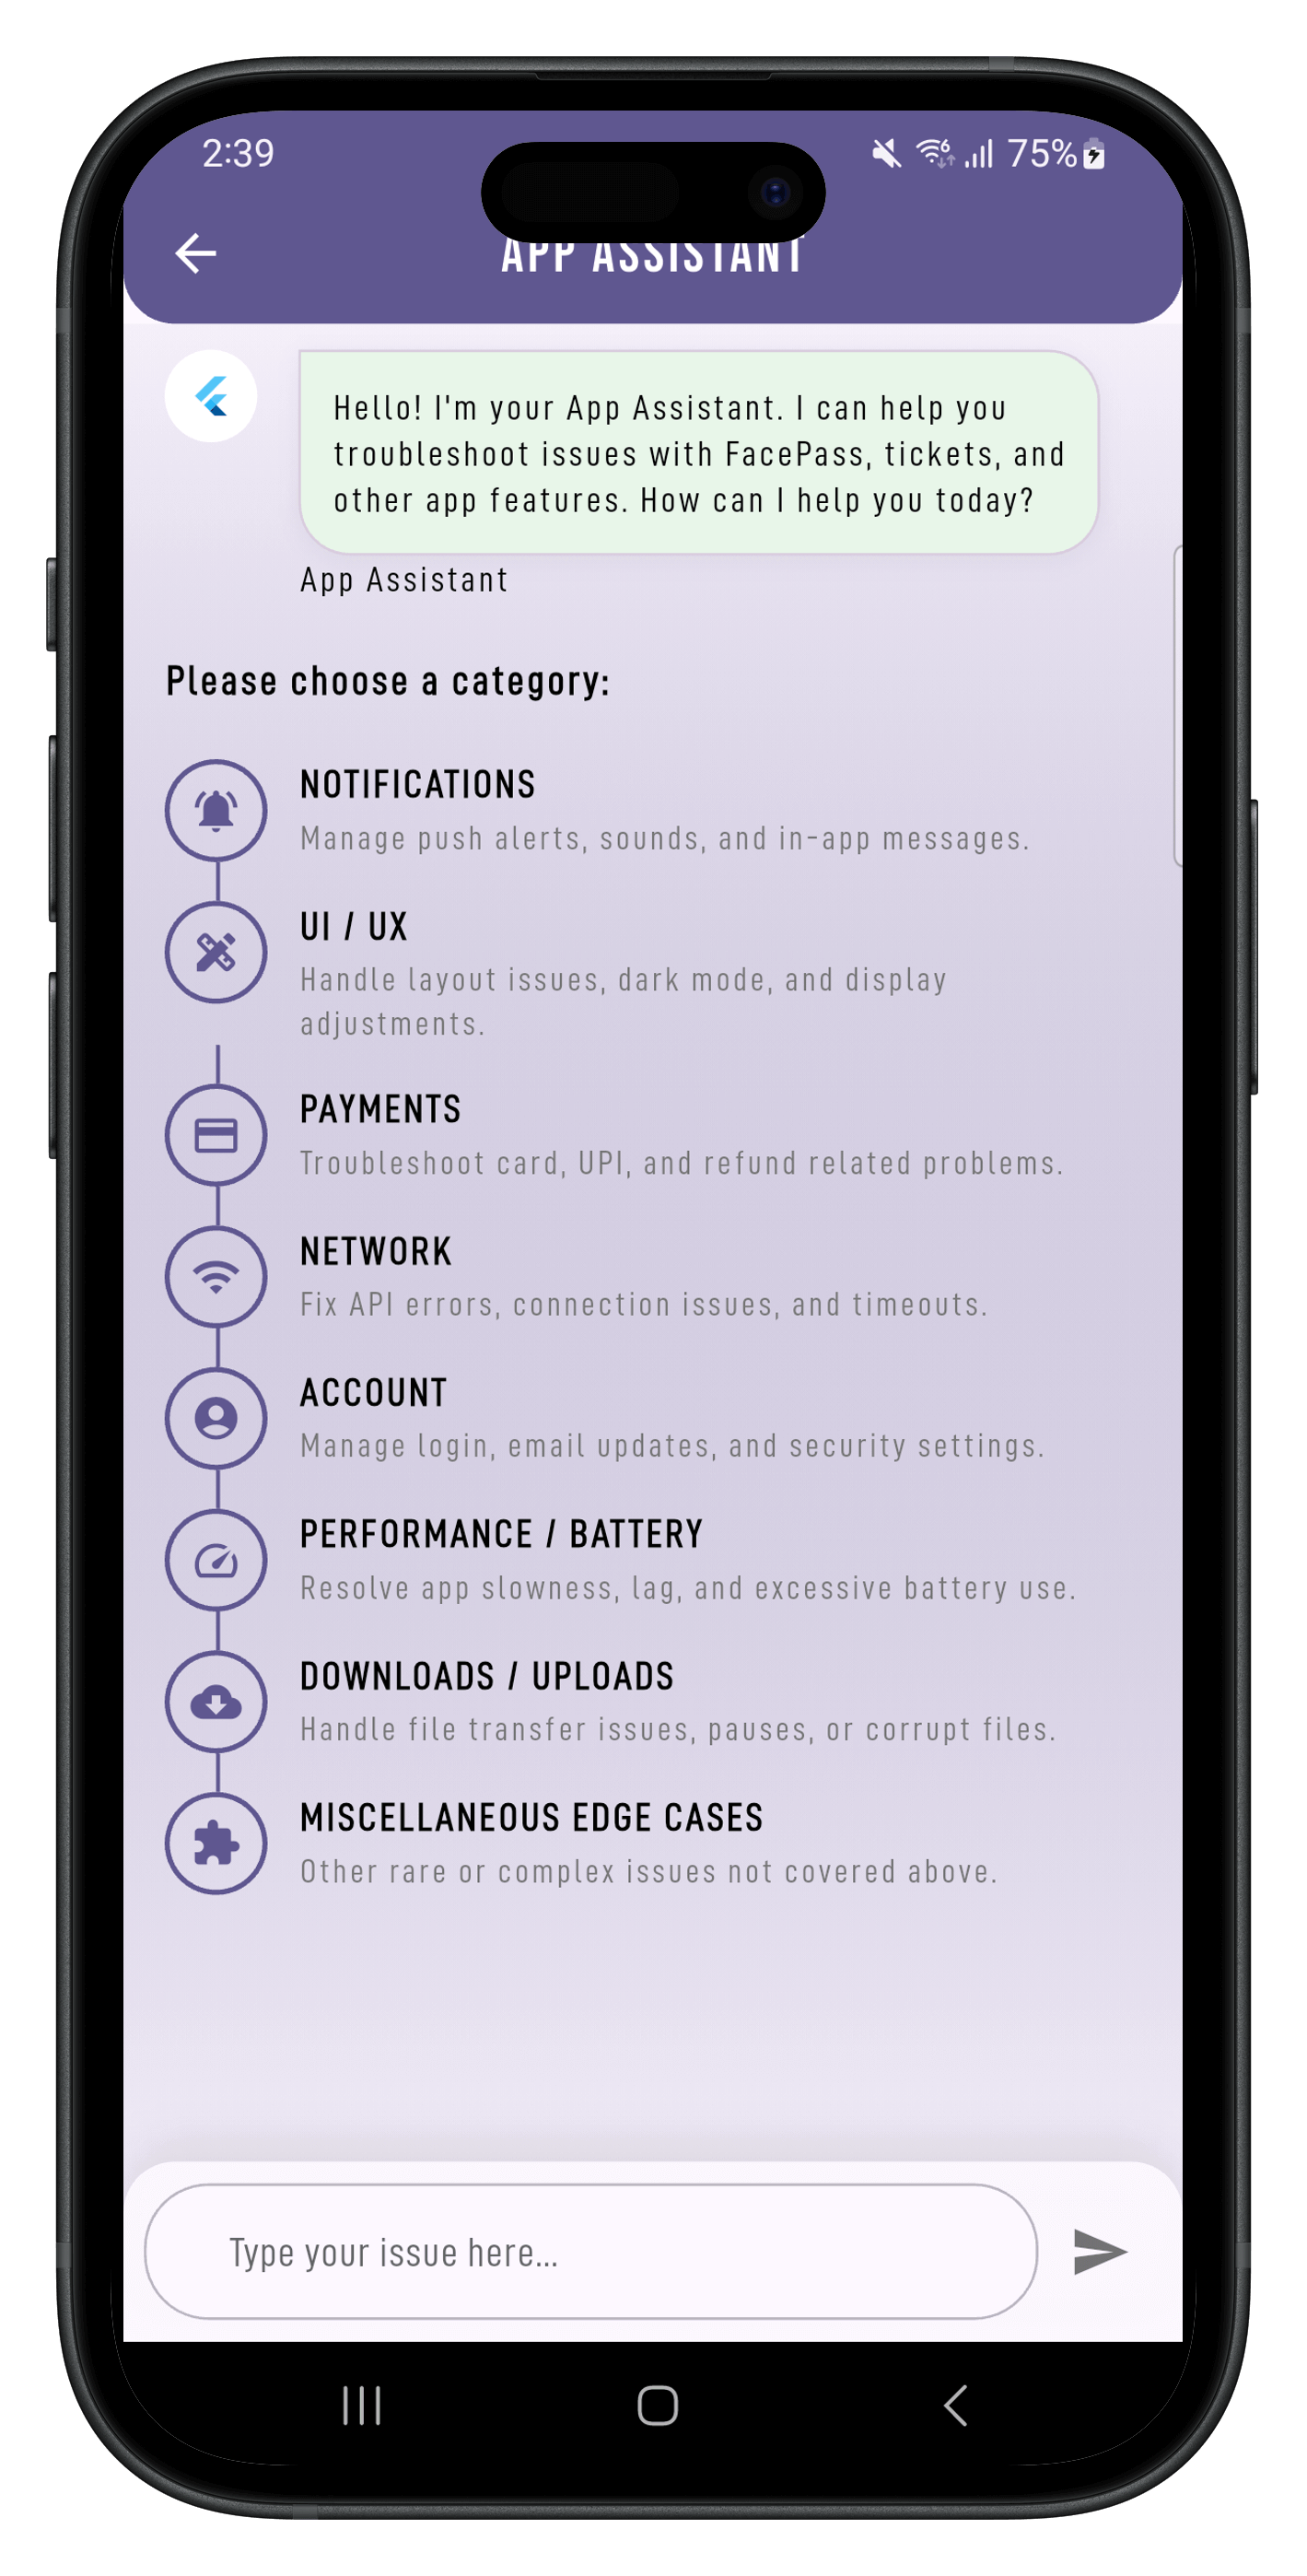 2:39
6
75%
APP ASSISTANT
Hello! I'm your App Assistant. I can help you
troubleshoot issues with FacePass, tickets, and
other app features. How can I help you today?
App Assistant
Please choose a category:
NOTIFICATIONS
Manage push alerts, sounds, and in-app messages.
UI / UX
Handle layout issues, dark mode, and display
adjustments.
PAYMENTS
Troubleshoot card, UPI, and refund related problems.
NETWORK
Fix API errors, connection issues, and timeouts.
ACCOUNT
Manage login, email updates, and security settings.
PERFORMANCE / BATTERY
Resolve app slowness, lag, and excessive battery use.
DOWNLOADS / UPLOADS
Handle file transfer issues, pauses, or corrupt files.
MISCELLANEOUS EDGE CASES
Other rare or complex issues not covered above.
Type your issue here...